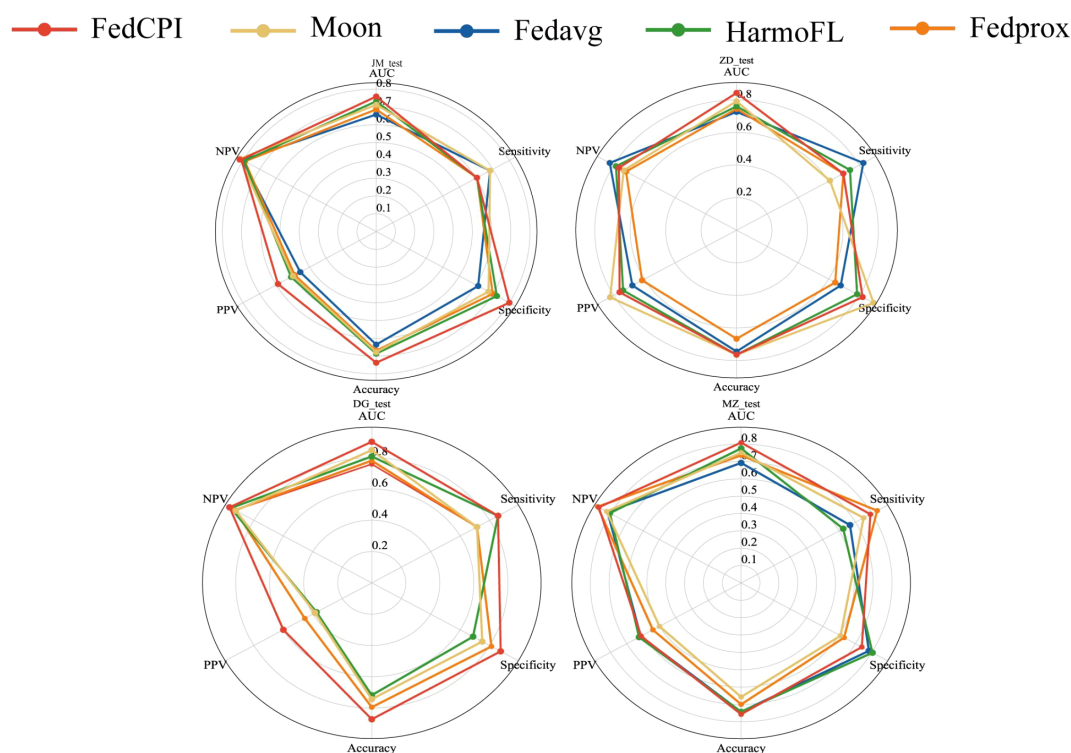 FedCPI Moon Fedavg HarmoFL Fedprox
JM_test
AUC
0.8
0.7
0.6
0.5
0.4
0.3
0.2
0.1
NPV
Sensitivity
PPV
Specificity
Accuracy
ZD_test
AUC
0.8
0.6
0.4
0.2
NPV
Sensitivity
PPV
Specificity
Accuracy
DG_test
AUC
0.8
0.6
0.4
0.2
NPV
Sensitivity
PPV
Specificity
Accuracy
MZ_test
AUC
0.8
0.7
0.6
0.5
0.4
0.3
0.2
0.1
NPV
Sensitivity
PPV
Specificity
Accuracy